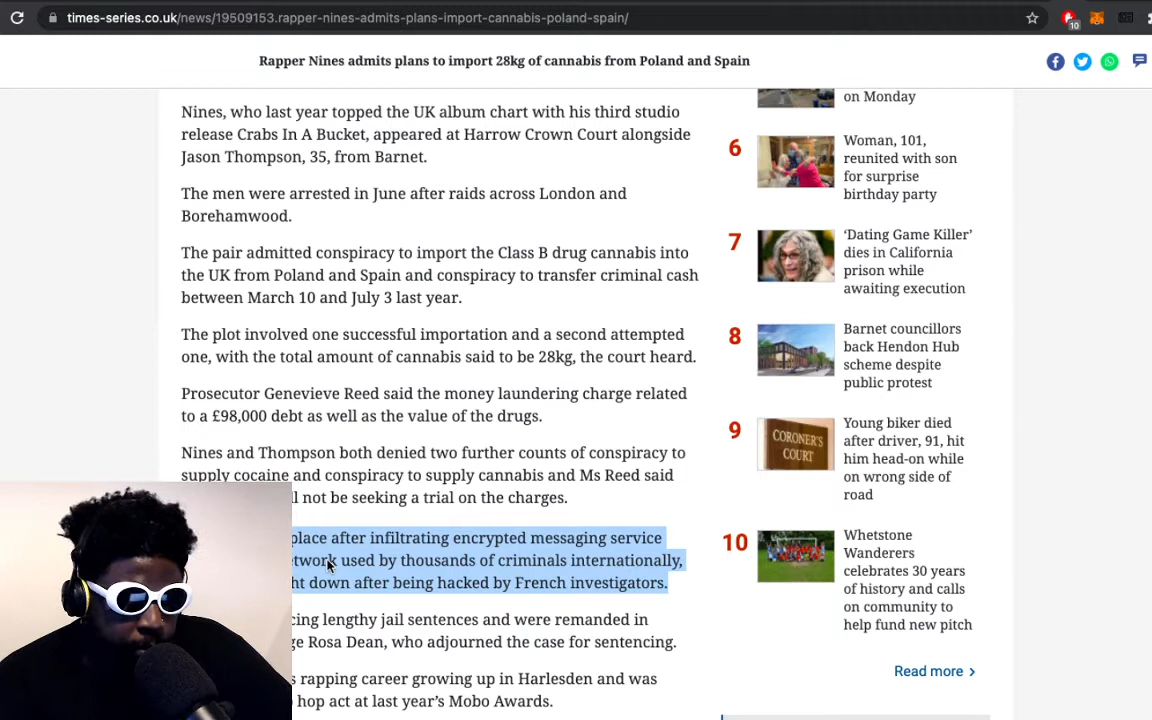 times-series.co.uk/news/19509153.rapper-nines-admits-plans-import-cannabis-poland-spain/
10
Rapper Nines admits plans to import 28kg of cannabis from Poland and Spain
Nines, who last year topped the UK album chart with his third studio
release Crabs In A Bucket, appeared at Harrow Crown Court alongside
Jason Thompson, 35, from Barnet.
The men were arrested in June after raids across London and
Borehamwood.
The pair admitted conspiracy to import the Class B drug cannabis into
the UK from Poland and Spain and conspiracy to transfer criminal cash
between March 10 and July 3 last year.
The plot involved one successful importation and a second attempted
one, with the total amount of cannabis said to be 28kg, the court heard.
Prosecutor Genevieve Reed said the money laundering charge related
to a £98,000 debt as well as the value of the drugs.
Nines and Thompson both denied two further counts of conspiracy to
supply cocaine and conspiracy to supply cannabis and Ms Reed said
ll not be seeking a trial on the charges.
place after infiltrating encrypted messaging service
etwork used by thousands of criminals internationally,
ht down after being hacked by French investigators.
cing lengthy jail sentences and were remanded in
ge Rosa Dean, who adjourned the case for sentencing.
s rapping career growing up in Harlesden and was
hop act at last year's Mobo Awards.
on Monday
6
Woman, 101,
reunited with son
for surprise
birthday party
7
'Dating Game Killer'
dies in California
prison while
awaiting execution
8
Barnet councillors
back Hendon Hub
scheme despite
public protest
9
CORONER'S
COURT
Young biker died
after driver, 91, hit
him head-on while
on wrong side of
road
10
Whetstone
Wanderers
celebrates 30 years
of history and calls
on community to
help fund new pitch
Read more >